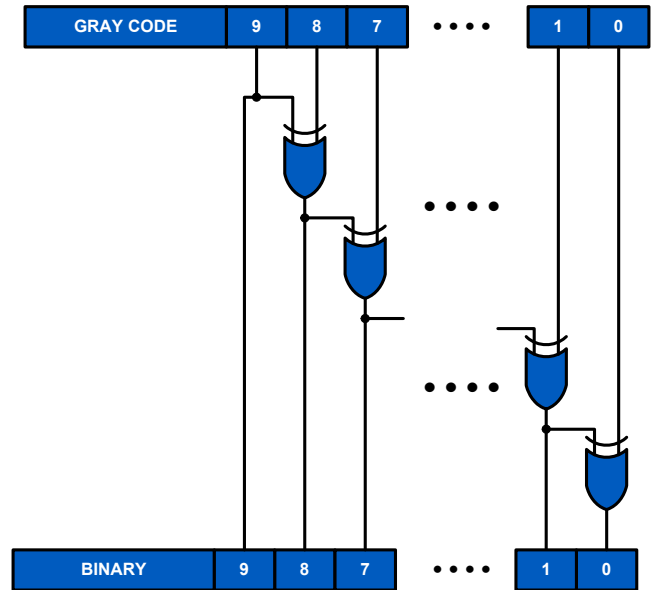 GRAY CODE 9 8 7 •••• 1 0
BINARY 9 8 7 •••• 1 0